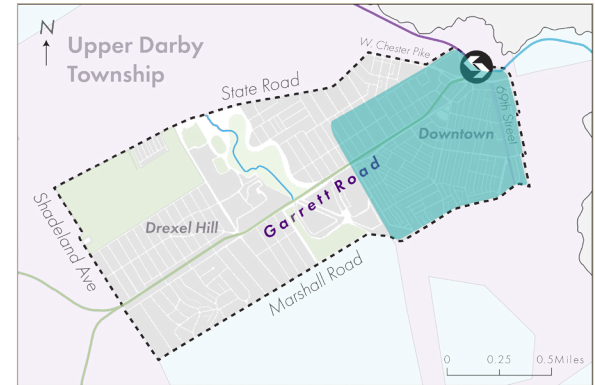 N
Upper Darby
Township
W. Chester Pike
State Road
69th Street
Downtown
Garrett Road
Shadeland Ave
Drexel Hill
Marshall Road
0 0.25 0.5Miles